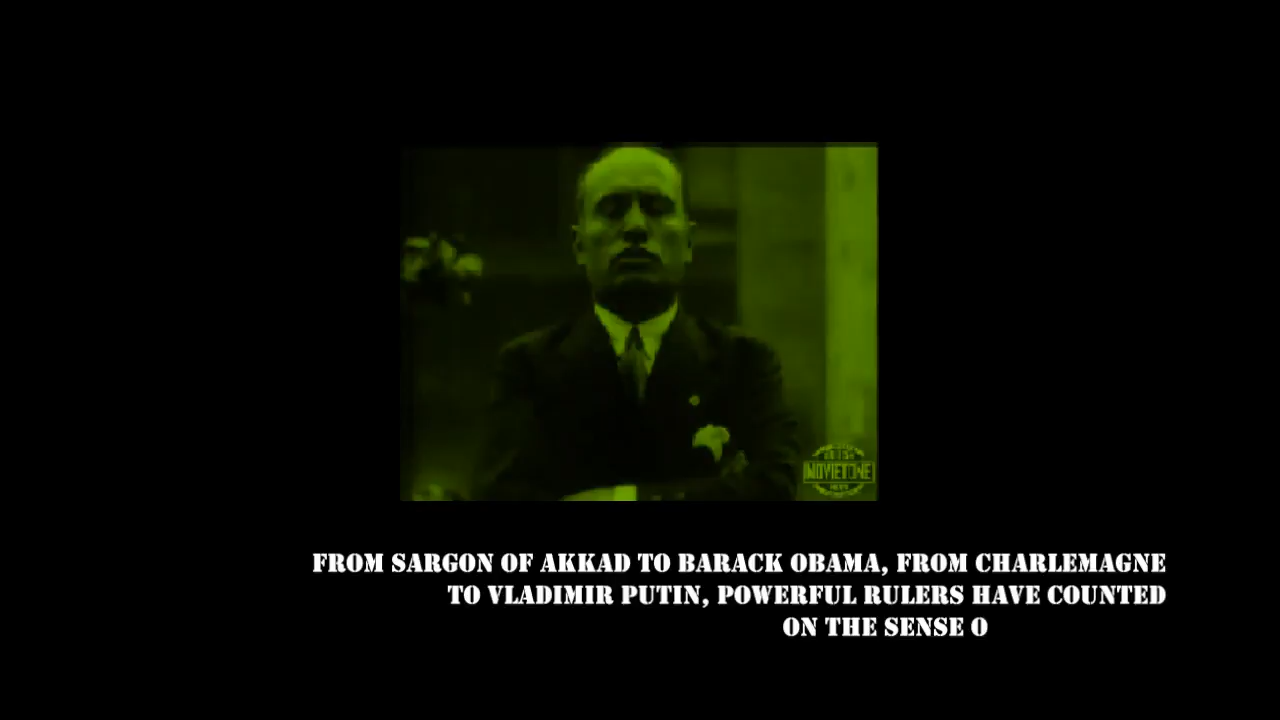 MOVIETONE
FROM SARGON OF AKKAD TO BARACK OBAMA, FROM CHARLEMAGNE
TO VLADIMIR PUTIN, POWERFUL RULERS HAVE COUNTED
ON THE SENSE O